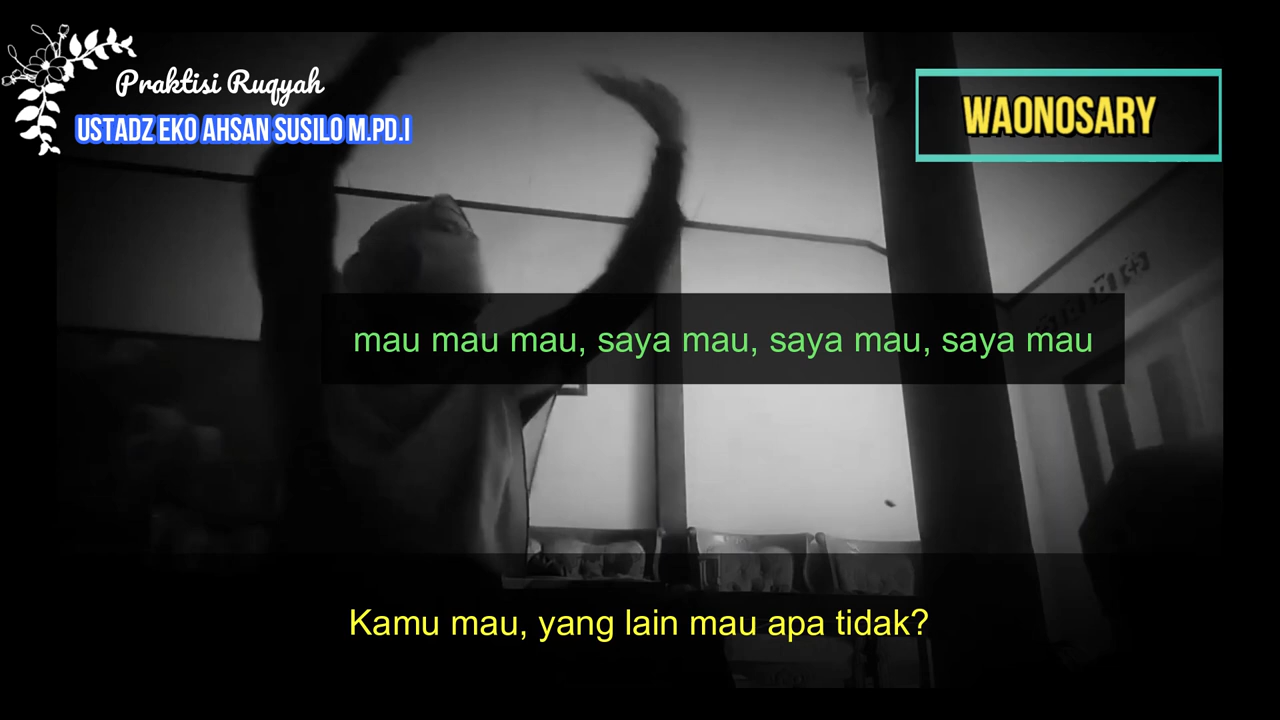 Praktisi Ruqyah
USTADZ EKO AHSAN SUSILO M.PD.I
WAONOSARY
mau mau mau, saya mau, saya mau, saya mau
Kamu mau, yang lain mau apa tidak?